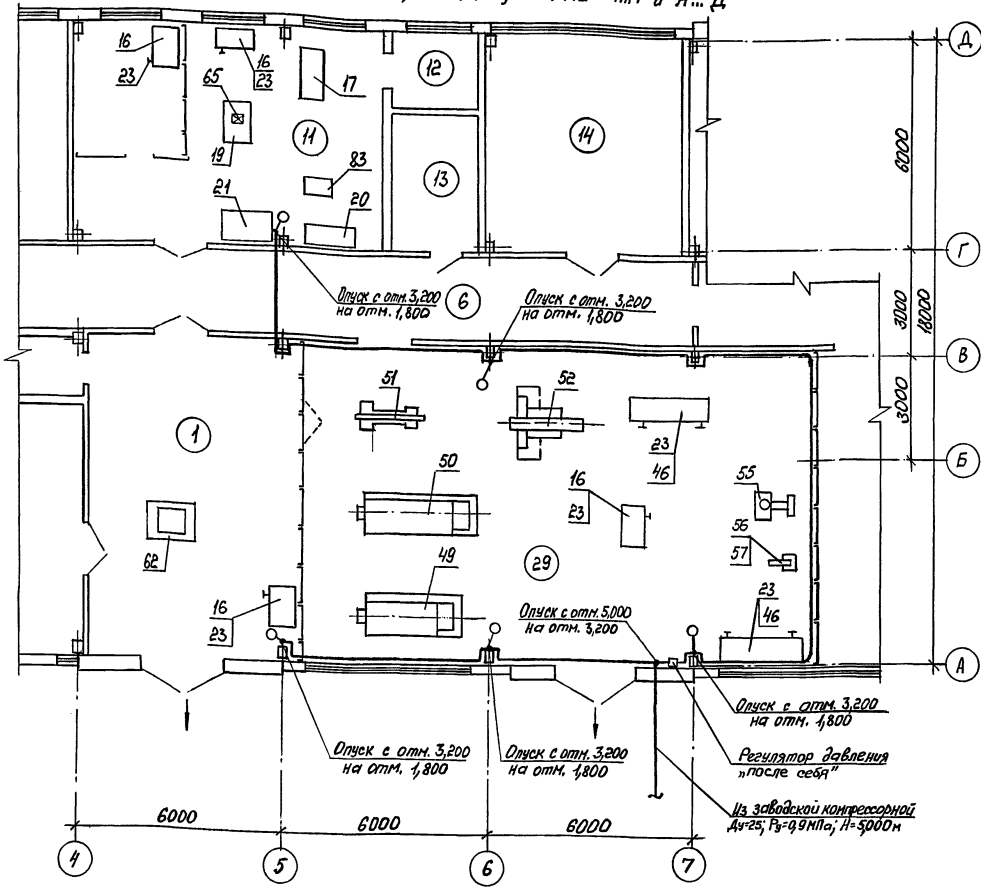 16
23
16
23
17
12
Д
65
19
11
14
6000
83
13
21
20
Г
Опуск с отм. 3,200
на отм. 1,800
6
Опуск с отм. 3,200
на отм. 1,800
3000
18000
В
51
52
3000
1
23
46
Б
50
16
23
55
62
56
57
49
29
16
23
Опуск с отм. 5,000
на отм. 3,200
23
46
А
Опуск с отм. 3,200
на отм. 1,800
Опуск с отм. 3,200
на отм. 1,800
Опуск с отм. 3,200
на отм. 1,800
Регулятор давления
„после себя"
Из заводской компрессорной
Ду=25; Ру=0,9 МПа; Н=5,000 м
6000
6000
6000
4
5
6
7